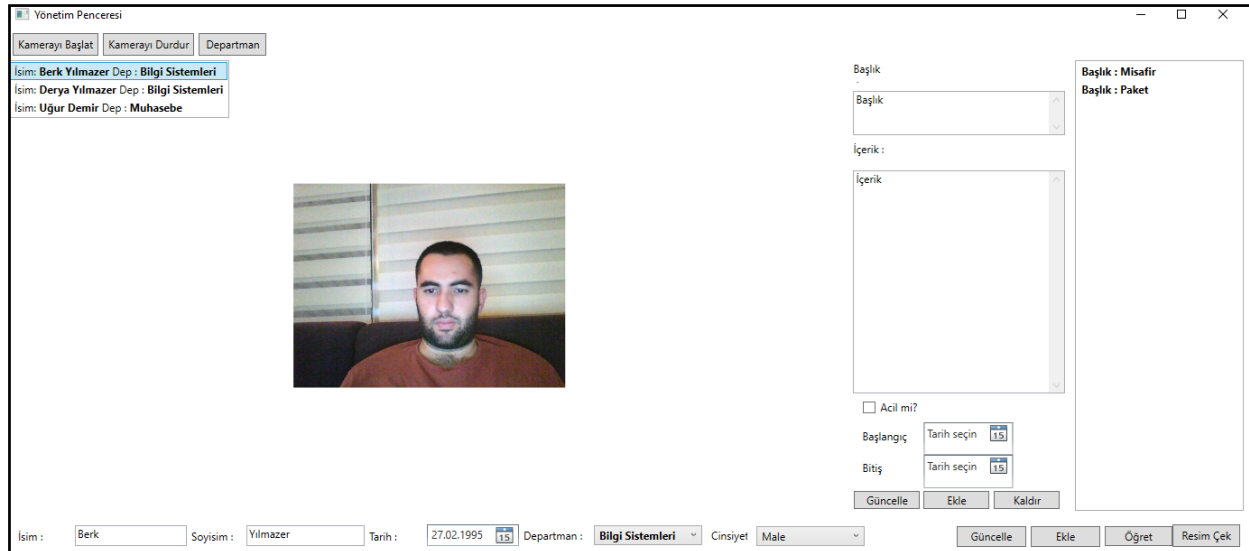 Yönetim Penceresi
Kamerayı Başlat Kamerayı Durdur Departman
İsim: Berk Yılmazer Dep : Bilgi Sistemleri
İsim: Derya Yılmazer Dep : Bilgi Sistemleri
İsim: Uğur Demir Dep : Muhasebe
Başlık
Başlık
İçerik :
İçerik
Acil mi?
Başlangıç Tarih seçin 15
Bitiş Tarih seçin 15
Güncelle Ekle Kaldır
Başlık : Misafir
Başlık : Paket
İsim : Berk Soyisim : Yılmazer Tarih : 27.02.1995 15 Departman : Bilgi Sistemleri Cinsiyet Male Güncelle Ekle Öğret Resim Çek